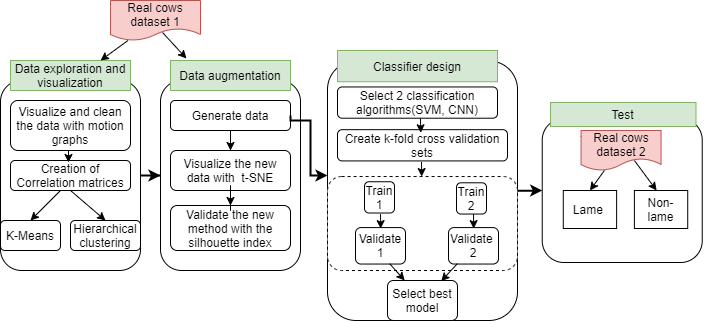 Real cows
dataset 1
Data exploration and
visualization
Visualize and clean
the data with motion
graphs
Creation of
Correlation matrices
K-Means
Hierarchical
clustering
Data augmentation
Generate data
Visualize the new
data with t-SNE
Validate the new
method with the
silhouette index
Classifier design
Select 2 classification
algorithms(SVM, CNN)
Create k-fold cross validation
sets
Train
1
Train
2
Validate
1
Validate
2
Select best
model
Test
Real cows
dataset 2
Lame
Non-
lame